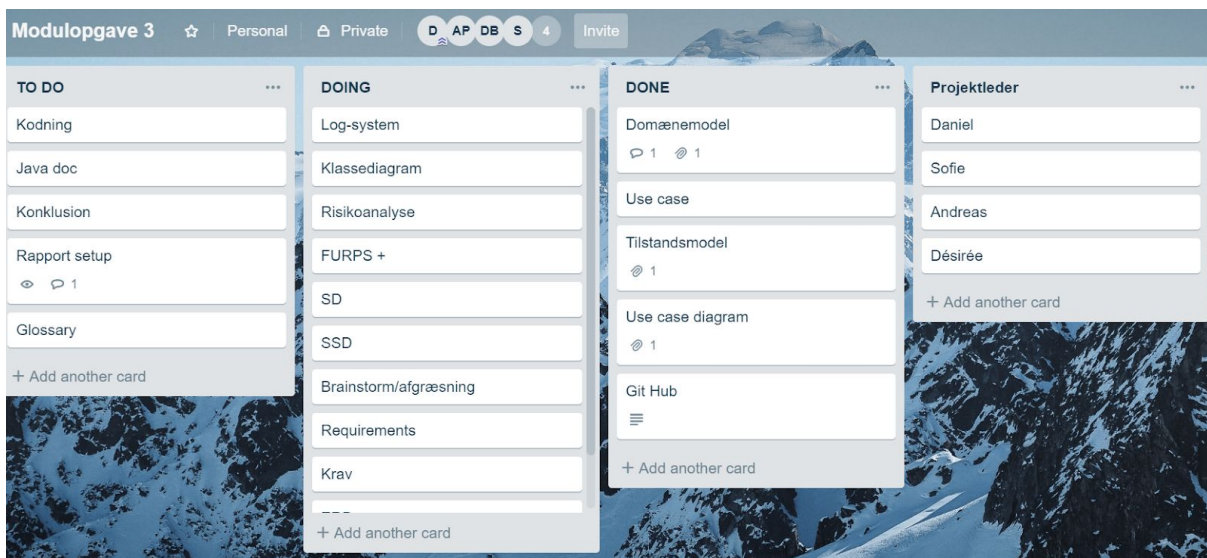 Modulopgave 3 Personal Private D AP DB S 4 Invite
TO DO
Kodning
Java doc
Konklusion
Rapport setup
1
Glossary
+ Add another card
DOING
Log-system
Klassediagram
Risikoanalyse
FURPS +
SD
SSD
Brainstorm/afgræsning
Requirements
Krav
+ Add another card
DONE
Domænemodel
1 1
Use case
Tilstandsmodel
1
Use case diagram
1
Git Hub
+ Add another card
Projektleder
Daniel
Sofie
Andreas
Désirée
+ Add another card